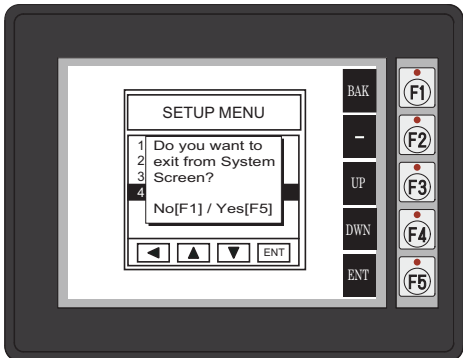 SETUP MENU
1
2
3
4
Do you want to
exit from System
Screen?
No[F1] / Yes[F5]
ENT
BAK
–
UP
DWN
ENT
F1
F2
F3
F4
F5